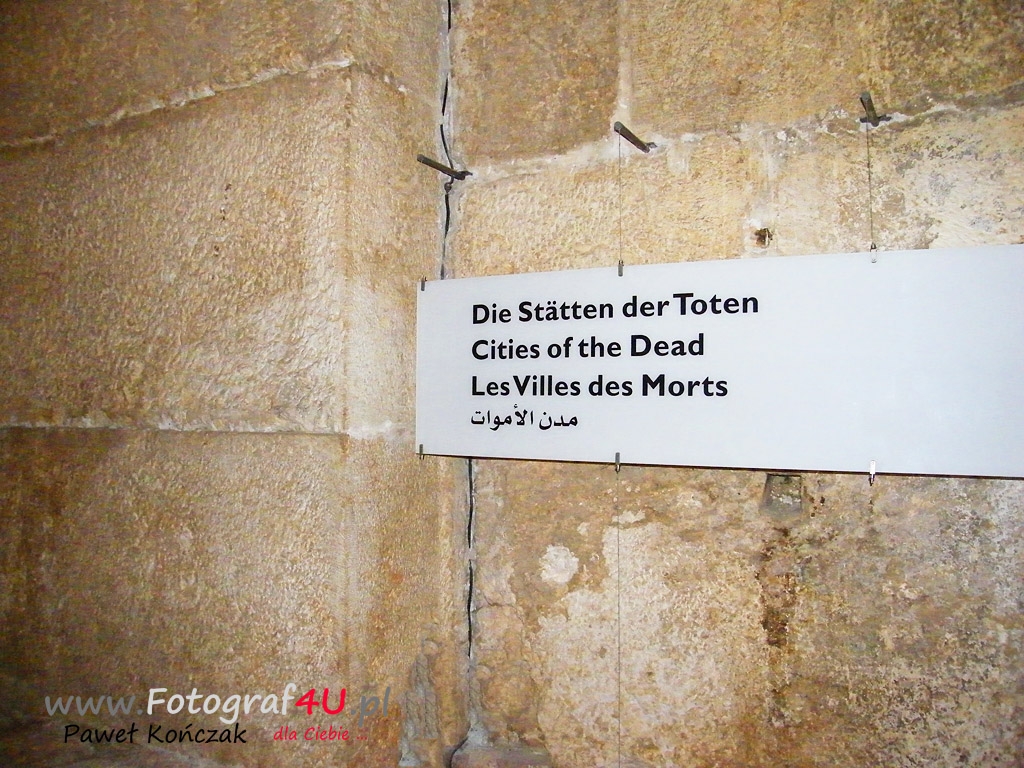 Die Stätten der Toten
Cities of the Dead
Les Villes des Morts
مدن الأموات
www.Fotograf4U.pl
Paweł Kończak dla Ciebie ...